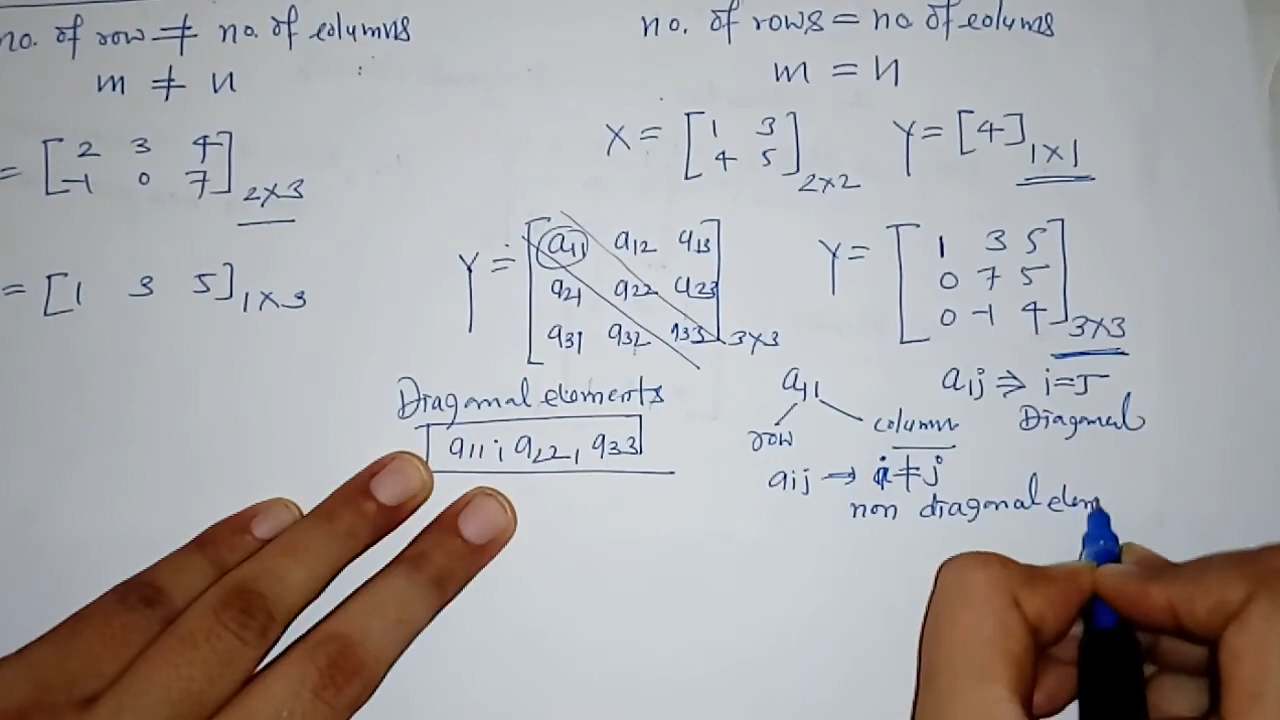 no. of row ≠ no. of columns
m ≠ n
= [2 3 4
-1 0 7] 2×3
= [1 3 5] 1×3
no. of rows = no of colums
m = n
X = [1 3
4 5] 2×2
Y = [4] 1×1
Y = [a11 a12 a13
a21 a22 a23
a31 a32 a33] 3×3
Y = [1 3 5
0 7 5
0 -1 4] 3×3
Diagonal elements
a11 ; a22 , a33
a11
row column
aij ⇒ i=j
Diagonal
aij → i≠j
non diagonal elem